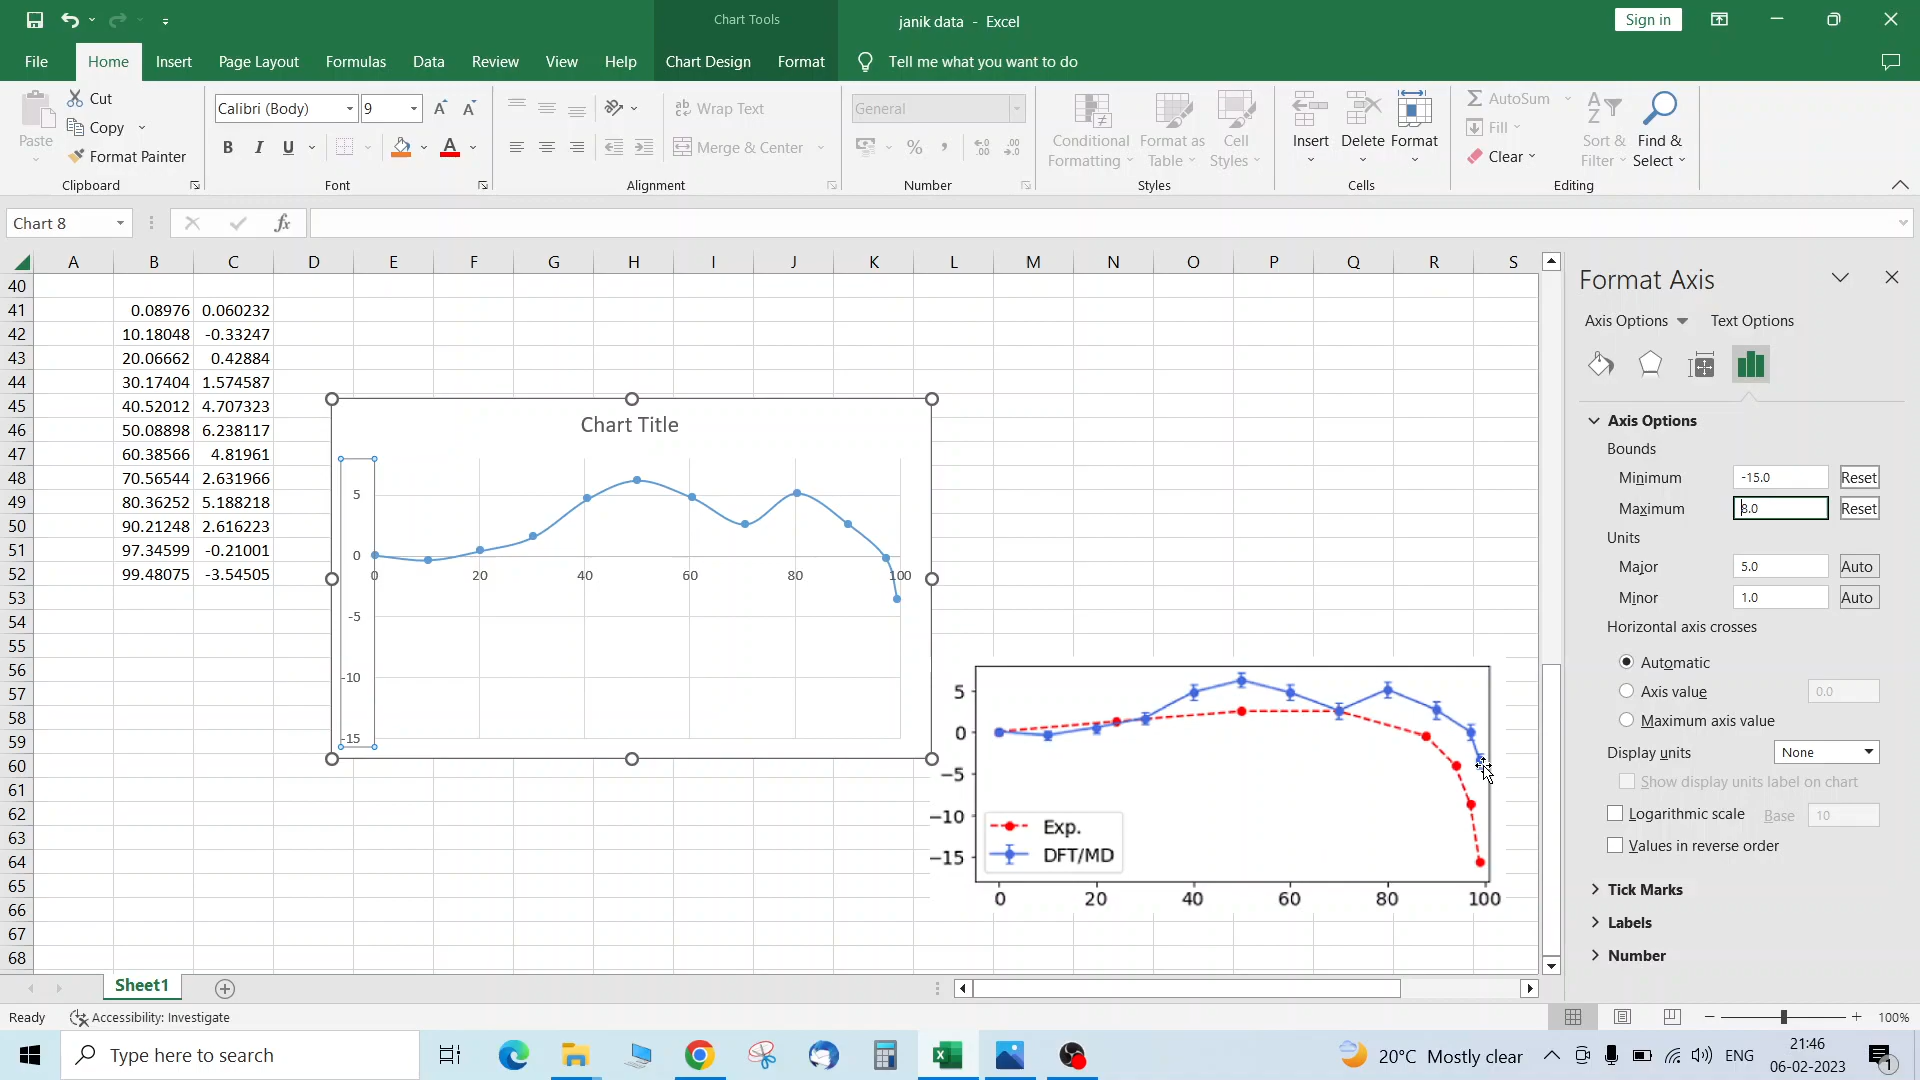 Chart Tools
janik data - Excel
Sign in
File
Home
Insert
Page Layout
Formulas
Data
Review
View
Help
Chart Design
Format
Tell me what you want to do
Paste
Cut
Copy
Format Painter
Clipboard
Calibri (Body)
9
B I U
Font
Wrap Text
Merge & Center
Alignment
General
Number
Conditional
Formatting
Format as
Table
Cell
Styles
Styles
Insert
Delete
Format
Cells
AutoSum
Fill
Clear
Sort &
Filter
Find &
Select
Editing
Chart 8
fx
A B C D E F G H I J K L M N O P Q R S
40
41 0.08976 0.060232
42 10.18048 -0.33247
43 20.06662 0.42884
44 30.17404 1.574587
45 40.52012 4.707323
46 50.08898 6.238117
47 60.38566 4.81961
48 70.56544 2.631966
49 80.36252 5.188218
50 90.21248 2.616223
51 97.34599 -0.21001
52 99.48075 -3.54505
53
54
55
56
57
58
59
60
61
62
63
64
65
66
67
68
Chart Title
5
0
-5
-10
-15
0 20 40 60 80 100
5
0
−5
−10
−15
Exp.
DFT/MD
0 20 40 60 80 100
Format Axis
Axis Options
Text Options
Axis Options
Bounds
Minimum -15.0 Reset
Maximum 8.0 Reset
Units
Major 5.0 Auto
Minor 1.0 Auto
Horizontal axis crosses
Automatic
Axis value 0.0
Maximum axis value
Display units None
Show display units label on chart
Logarithmic scale Base 10
Values in reverse order
Tick Marks
Labels
Number
Sheet1
Ready
Accessibility: Investigate
100%
Type here to search
20°C Mostly clear
ENG
21:46
06-02-2023
1